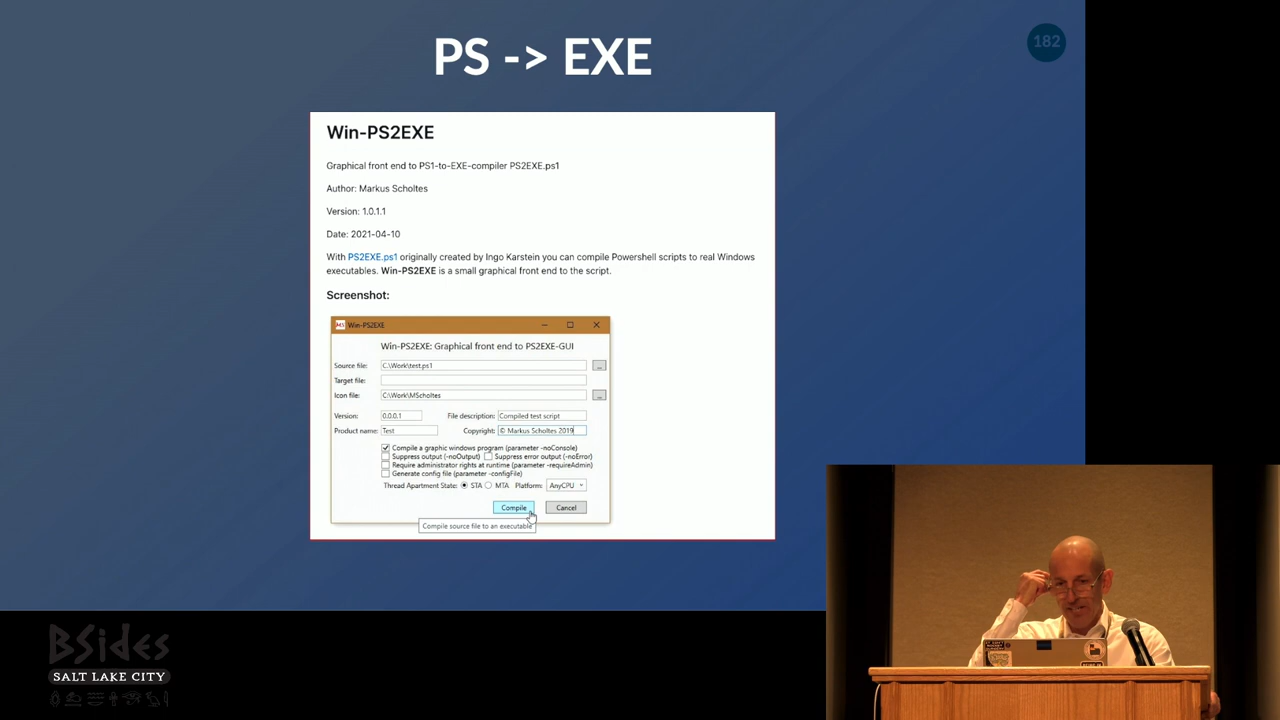 PS -> EXE
182
Win-PS2EXE
Graphical front end to PS1-to-EXE-compiler PS2EXE.ps1
Author: Markus Scholtes
Version: 1.0.1.1
Date: 2021-04-10
With PS2EXE.ps1 originally created by Ingo Karstein you can compile Powershell scripts to real Windows
executables. Win-PS2EXE is a small graphical front end to the script.
Screenshot:
MS Win-PS2EXE
Win-PS2EXE: Graphical front end to PS2EXE-GUI
Source file: C:\Work\test.ps1 ...
Target file:
Icon file: C:\Work\MScholtes ...
Version: 0.0.0.1 File description: Compiled test script
Product name: Test Copyright: © Markus Scholtes 2019
Compile a graphic windows program (parameter -noConsole)
Suppress output (-noOutput) Suppress error output (-noError)
Require administrator rights at runtime (parameter -requireAdmin)
Generate config file (parameter -configFile)
Thread Apartment State: STA MTA Platform: AnyCPU
Compile Cancel
Compile source file to an executable
BSides
SALT LAKE CITY